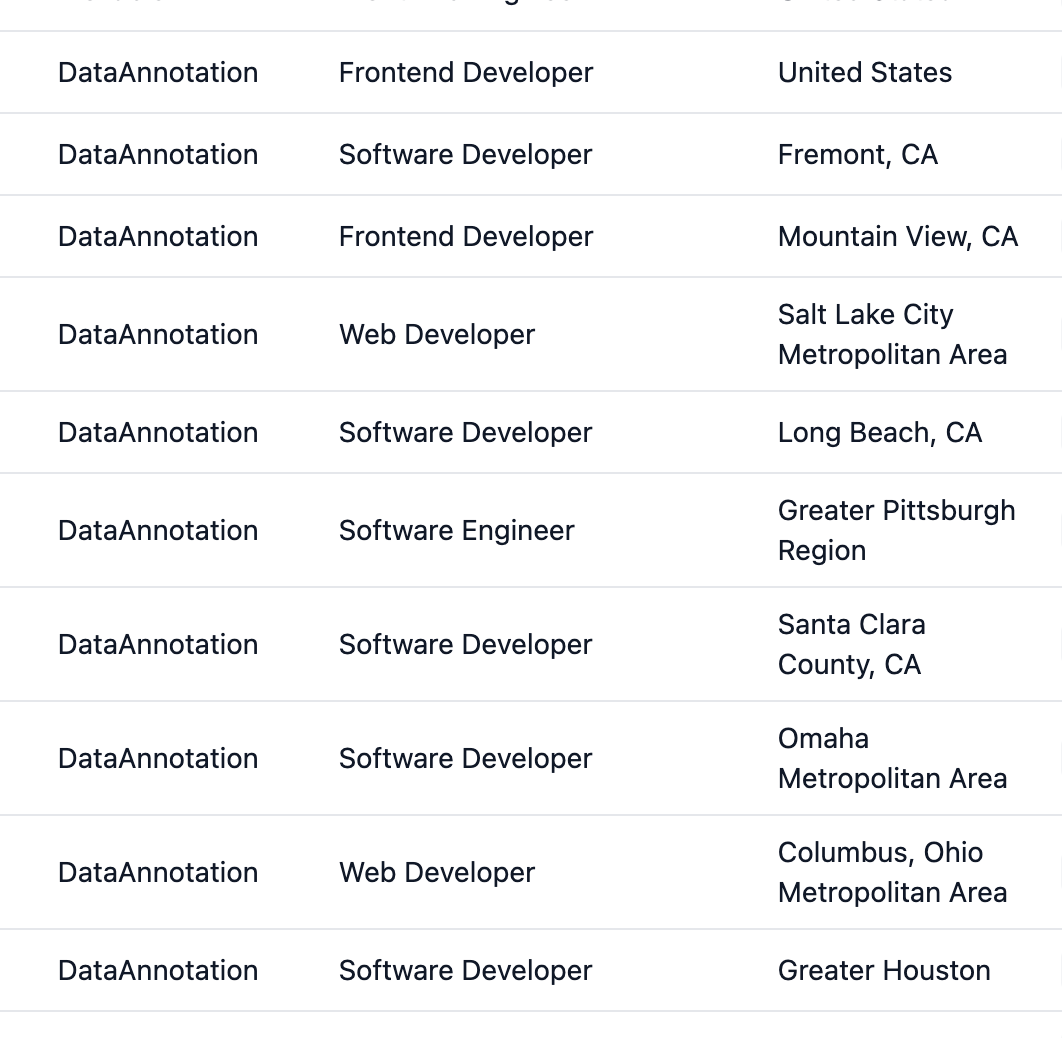 DataAnnotation Frontend Developer United States
DataAnnotation Software Developer Fremont, CA
DataAnnotation Frontend Developer Mountain View, CA
DataAnnotation Web Developer Salt Lake City
Metropolitan Area
DataAnnotation Software Developer Long Beach, CA
DataAnnotation Software Engineer Greater Pittsburgh
Region
DataAnnotation Software Developer Santa Clara
County, CA
DataAnnotation Software Developer Omaha
Metropolitan Area
DataAnnotation Web Developer Columbus, Ohio
Metropolitan Area
DataAnnotation Software Developer Greater Houston